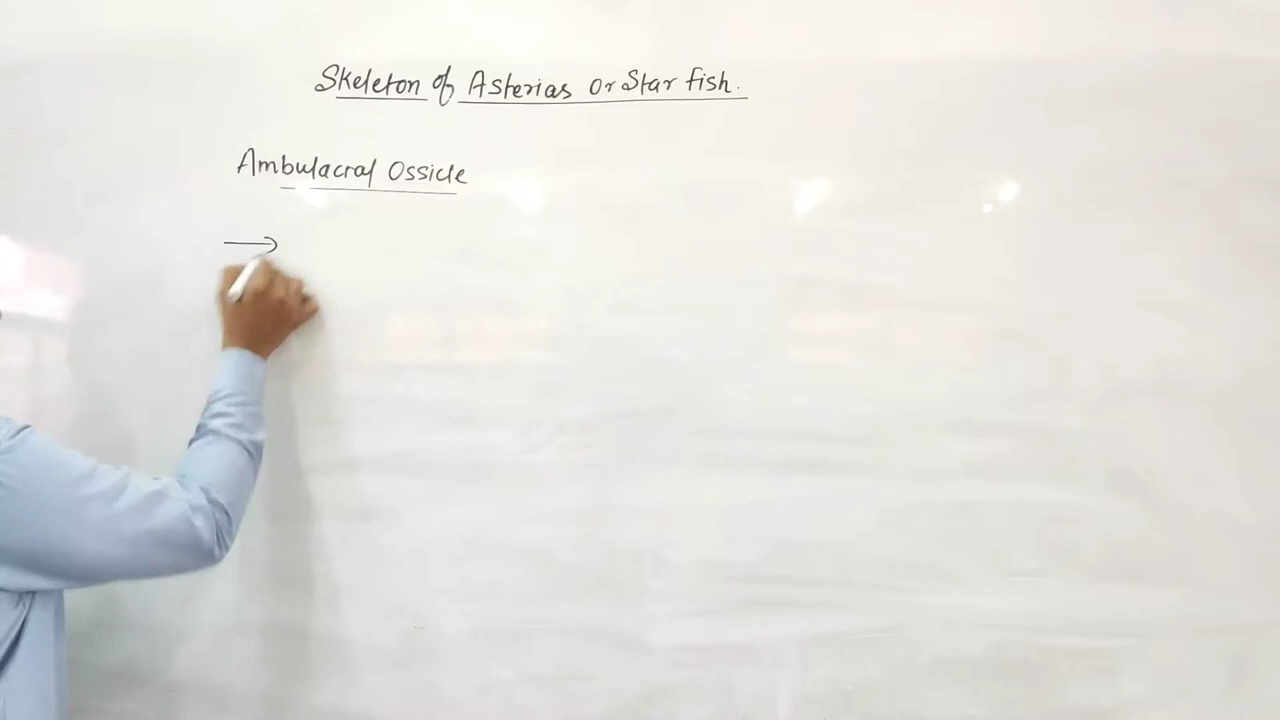 Skeleton of Asterias Or Star fish.
Ambulacral Ossicle
→